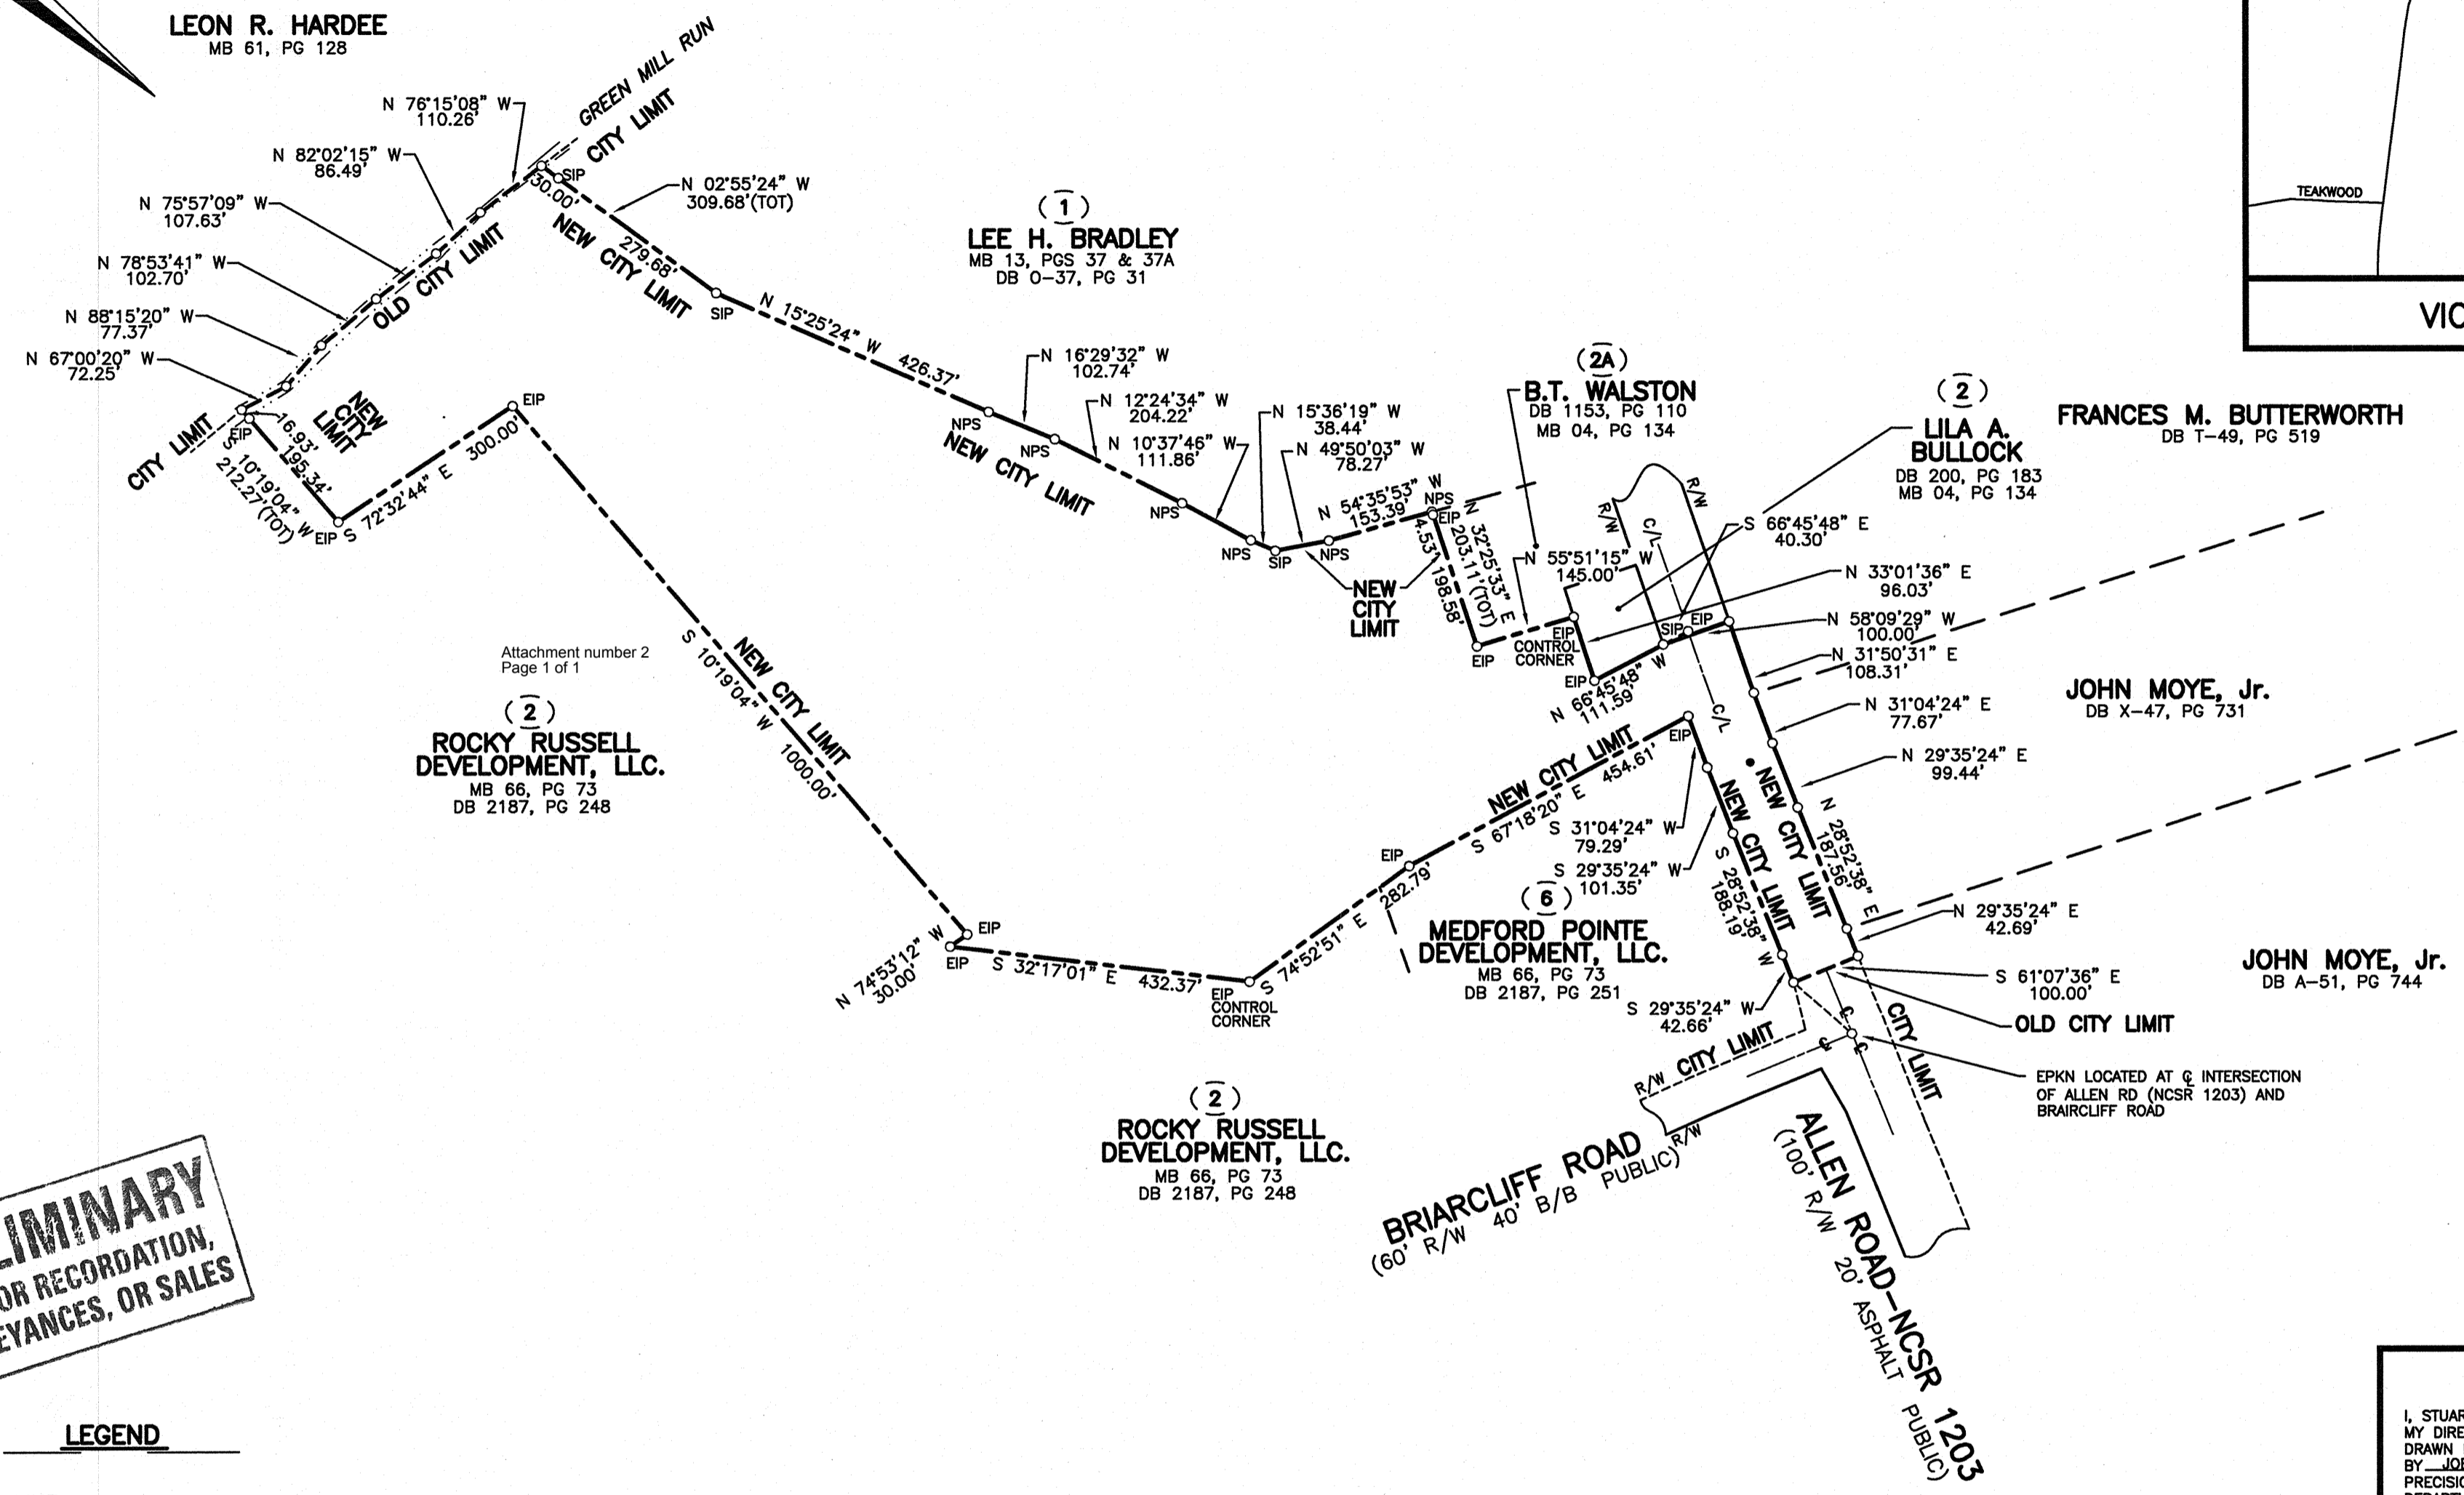 LEON R. HARDEE
MB 61, PG 128
GREEN MILL RUN
CITY LIMIT
N 76°15'08" W
110.26'
N 82°02'15" W
86.49'
N 75°57'09" W
107.63'
N 78°53'41" W
102.70'
N 88°15'20" W
77.37'
N 67°00'20" W
72.25'
OLD CITY LIMIT
CITY LIMIT
SIP
30.00'
N 02°55'24" W
309.68'(TOT)
NEW CITY LIMIT
279.68'
SIP
16.93'
EIP
195.34'
S 10°19'04" W
212.27'(TOT)
NEW
CITY
LIMIT
EIP
S 72°32'44" E 300.00'
EIP
N 15°25'24" W 426.37'
(1)
LEE H. BRADLEY
MB 13, PGS 37 & 37A
DB O-37, PG 31
N 16°29'32" W
102.74'
NPS
NPS
NEW CITY LIMIT
N 12°24'34" W
204.22'
N 10°37'46" W
111.86'
NPS
NPS
N 15°36'19" W
38.44'
SIP
N 49°50'03" W
78.27'
NPS
N 54°35'53" W
153.39'
NPS
EIP
NEW
CITY
LIMIT
4.53'
198.58'
N 32°25'33" E
203.11'(TOT)
EIP
(2A)
B.T. WALSTON
DB 1153, PG 110
MB 04, PG 134
N 55°51'15" W
145.00'
EIP
CONTROL
CORNER
EIP
N 66°45'48" W
111.59'
(2)
LILA A.
BULLOCK
DB 200, PG 183
MB 04, PG 134
FRANCES M. BUTTERWORTH
DB T-49, PG 519
R/W
R/W
C/L
S 66°45'48" E
40.30'
N 33°01'36" E
96.03'
SIP
EIP
N 58°09'29" W
100.00'
N 31°50'31" E
108.31'
N 31°04'24" E
77.67'
N 29°35'24" E
99.44'
C/L
JOHN MOYE, Jr.
DB X-47, PG 731
TEAKWOOD
Attachment number 2
Page 1 of 1
(2)
ROCKY RUSSELL
DEVELOPMENT, LLC.
MB 66, PG 73
DB 2187, PG 248
NEW CITY LIMIT
S 10°19'04" W 1000.00'
EIP
N 74°53'12" W
30.00'
EIP
S 32°17'01" E 432.37'
EIP
CONTROL
CORNER
S 74°52'51" E 282.79'
EIP
NEW CITY LIMIT
S 67°18'20" E 454.61'
EIP
S 31°04'24" W
79.29'
S 29°35'24" W
101.35'
NEW CITY LIMIT
S 28°52'38" W
188.19'
NEW CITY LIMIT
N 28°52'38" E
187.56'
(6)
MEDFORD POINTE
DEVELOPMENT, LLC.
MB 66, PG 73
DB 2187, PG 251
S 29°35'24" W
42.66'
N 29°35'24" E
42.69'
S 61°07'36" E
100.00'
OLD CITY LIMIT
JOHN MOYE, Jr.
DB A-51, PG 744
CITY LIMIT
R/W
CITY LIMIT
EPKN LOCATED AT ℄ INTERSECTION
OF ALLEN RD (NCSR 1203) AND
BRAIRCLIFF ROAD
(2)
ROCKY RUSSELL
DEVELOPMENT, LLC.
MB 66, PG 73
DB 2187, PG 248
BRIARCLIFF ROAD
R/W
(60' R/W 40' B/B PUBLIC)
ALLEN ROAD-NCSR 1203
(100' R/W 20' ASPHALT PUBLIC)
LIMINARY
OR RECORDATION,
EYANCES, OR SALES
LEGEND
VIC
I, STUAR
MY DIRE
DRAWN
BY JOE
PRECISIO